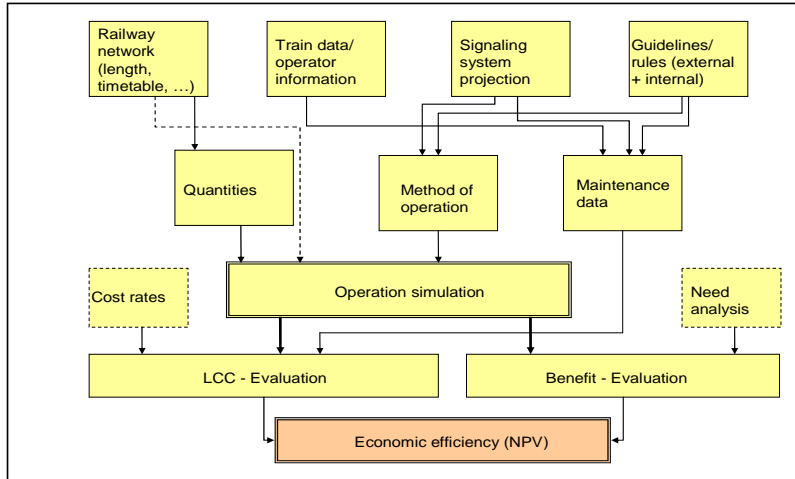 Railway
network
(length,
timetable, …)
Train data/
operator
information
Signaling
system
projection
Guidelines/
rules (external
+ internal)
Quantities
Method of
operation
Maintenance
data
Cost rates
Operation simulation
Need
analysis
LCC - Evaluation
Benefit - Evaluation
Economic efficiency (NPV)